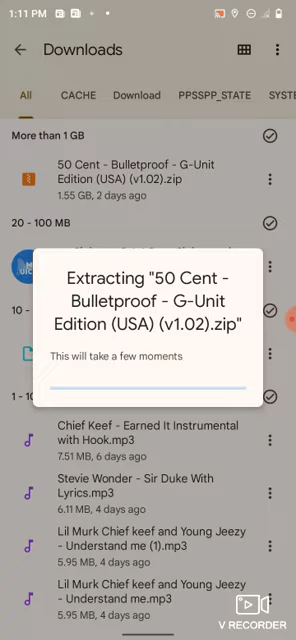 1:11 PM
Downloads
All CACHE Download PPSSPP_STATE SYSTE
More than 1 GB
50 Cent - Bulletproof - G-Unit
Edition (USA) (v1.02).zip
1.55 GB, 2 days ago
20 - 100 MB
Extracting "50 Cent -
Bulletproof - G-Unit
Edition (USA) (v1.02).zip"
This will take a few moments
10 -
1 - 10
Chief Keef - Earned It Instrumental
with Hook.mp3
7.51 MB, 6 days ago
Stevie Wonder - Sir Duke With
Lyrics.mp3
6.11 MB, 4 days ago
Lil Murk Chief keef and Young Jeezy
- Understand me (1).mp3
5.95 MB, 4 days ago
Lil Murk Chief keef and Young Jeezy
- Understand me.mp3
5.95 MB, 4 days ago
V RECORDER